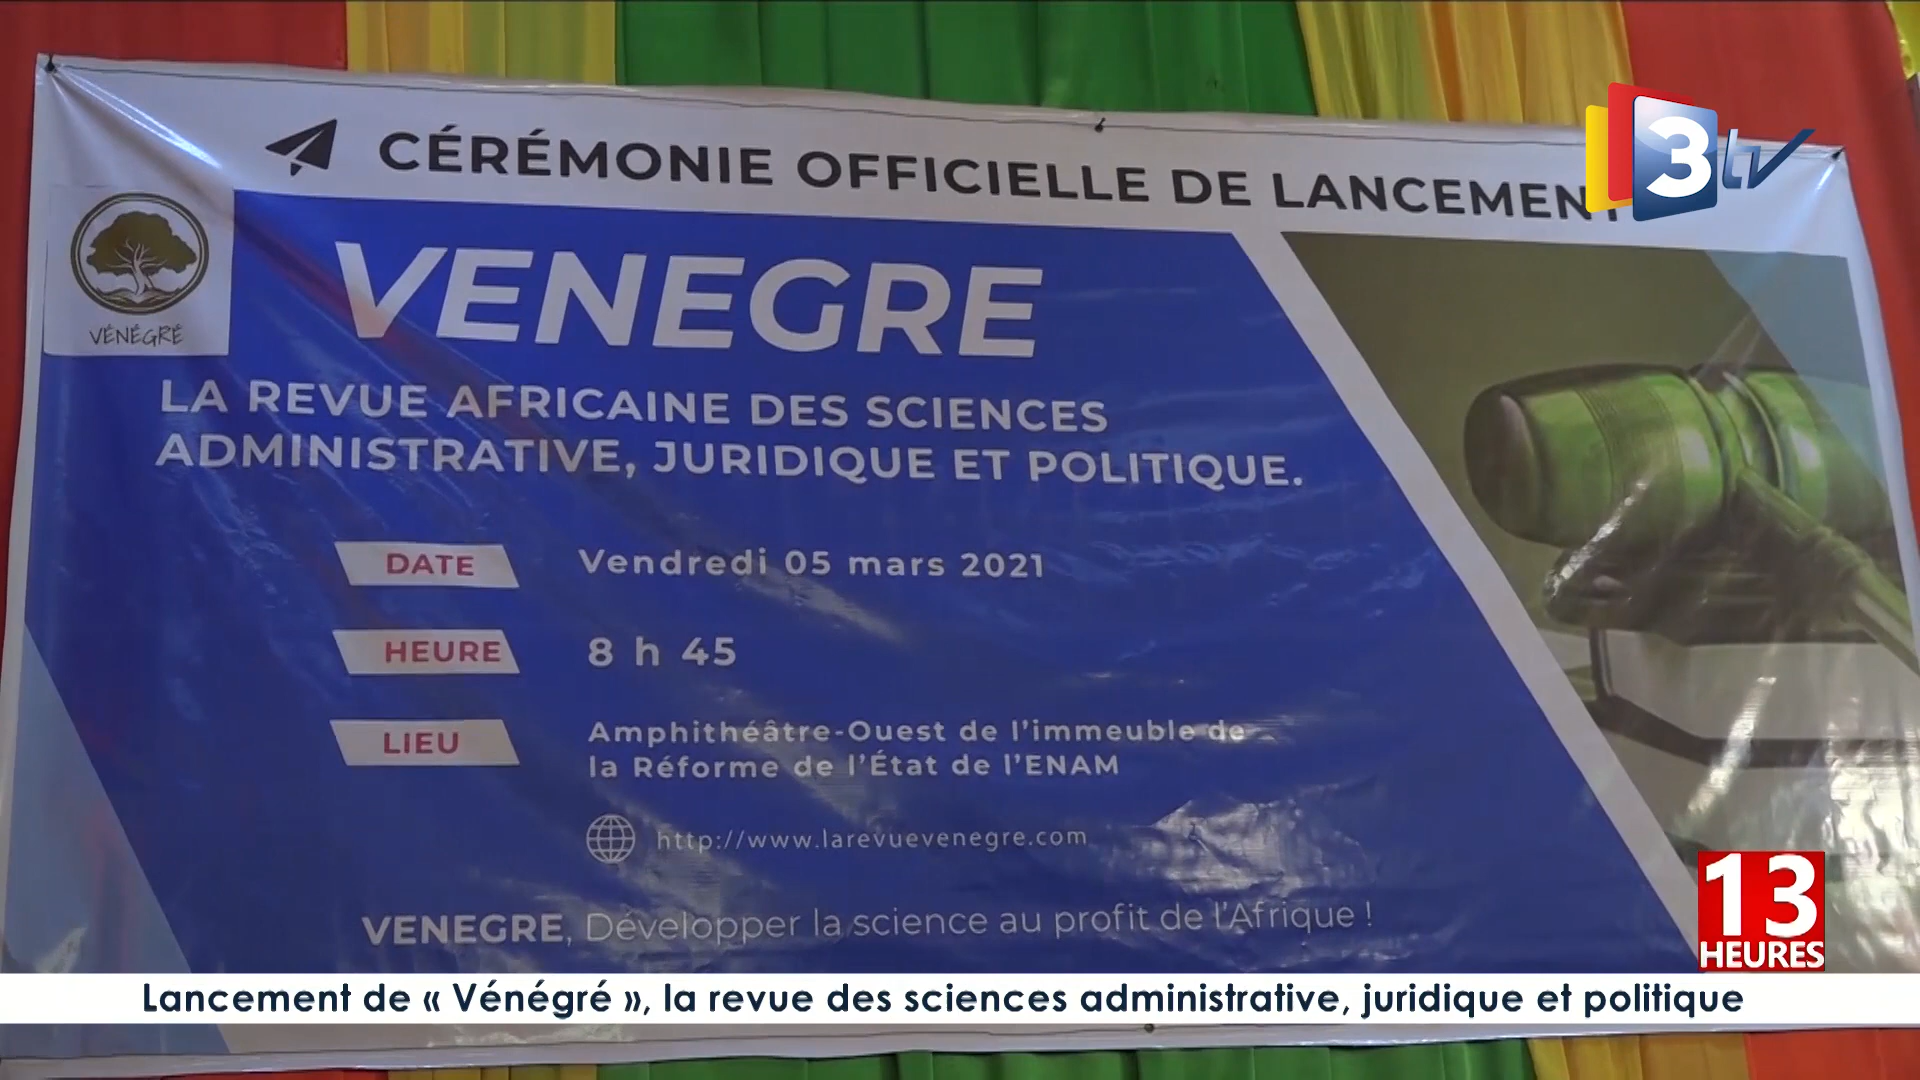 CÉRÉMONIE OFFICIELLE DE LANCEMENT
3tv
VÉNÉGRÉ
VENEGRE
LA REVUE AFRICAINE DES SCIENCES
ADMINISTRATIVE, JURIDIQUE ET POLITIQUE.
DATE Vendredi 05 mars 2021
HEURE 8 h 45
LIEU Amphithéâtre-Ouest de l'immeuble de
la Réforme de l'État de l'ENAM
http://www.larevuevenegre.com
VENEGRE, Développer la science au profit de l'Afrique !
13
HEURES
Lancement de « Vénégré », la revue des sciences administrative, juridique et politique